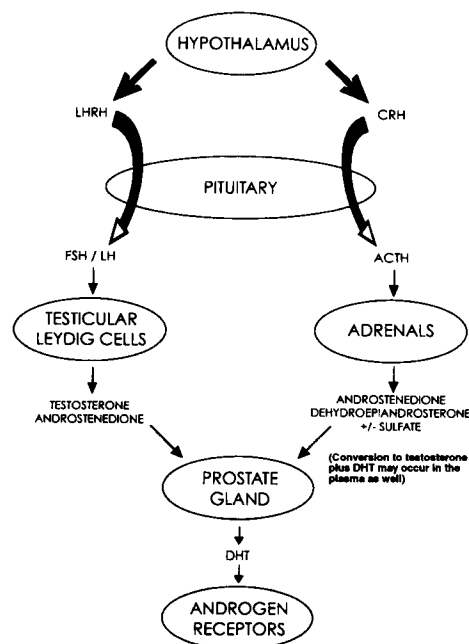 HYPOTHALAMUS
LHRH
CRH
PITUITARY
FSH / LH
ACTH
TESTICULAR
LEYDIG CELLS
ADRENALS
TESTOSTERONE
ANDROSTENEDIONE
ANDROSTENEDIONE
DEHYDROEPIANDROSTERONE
+/- SULFATE
(Conversion to testosterone
plus DHT may occur in the
plasma as well)
PROSTATE
GLAND
DHT
ANDROGEN
RECEPTORS